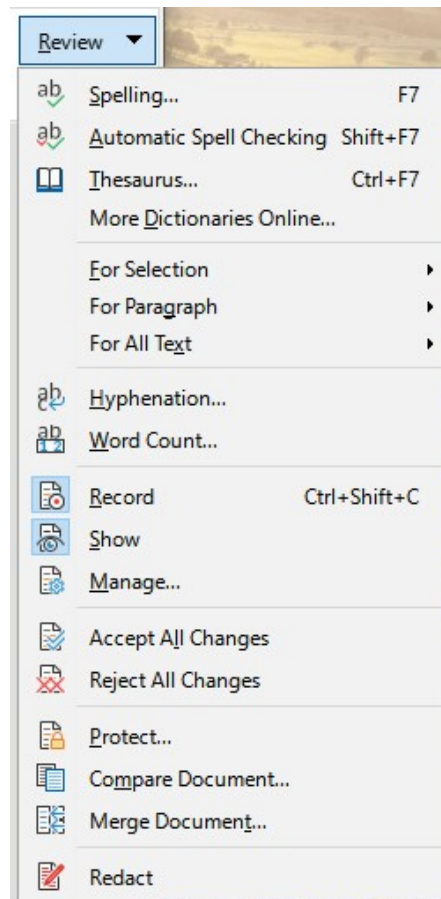 Review
Spelling... F7
Automatic Spell Checking Shift+F7
Thesaurus... Ctrl+F7
More Dictionaries Online...
For Selection
For Paragraph
For All Text
Hyphenation...
Word Count...
Record Ctrl+Shift+C
Show
Manage...
Accept All Changes
Reject All Changes
Protect...
Compare Document...
Merge Document...
Redact